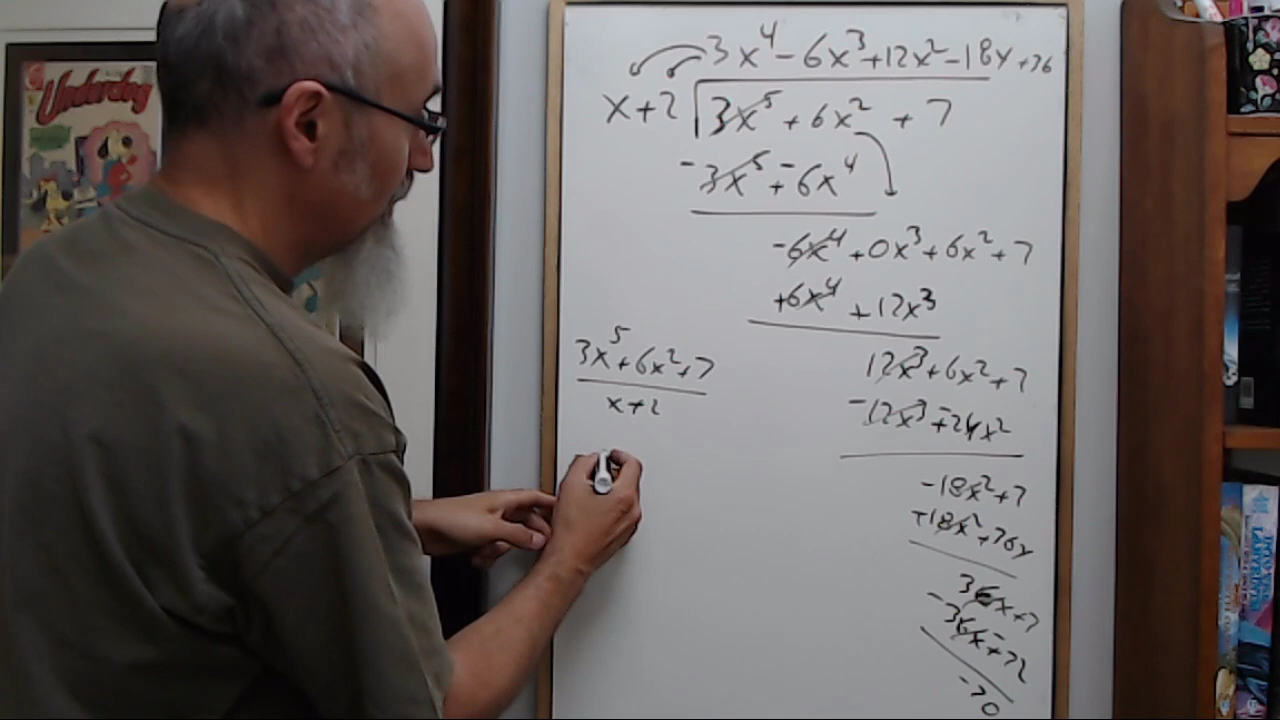 Underdog
3x⁴ - 6x³ + 12x² - 18x + 36
x + 2 3x⁵ + 6x² + 7
- 3x⁵ + - 6x⁴
- 6x⁴ + 0x³ + 6x² + 7
+ 6x⁴ + 12x³
12x³ + 6x² + 7
- 12x³ + - 24x²
- 18x² + 7
+ 18x² + 36x
36x + 7
- 36x + - 72
3x⁵ + 6x² + 7
x + 2